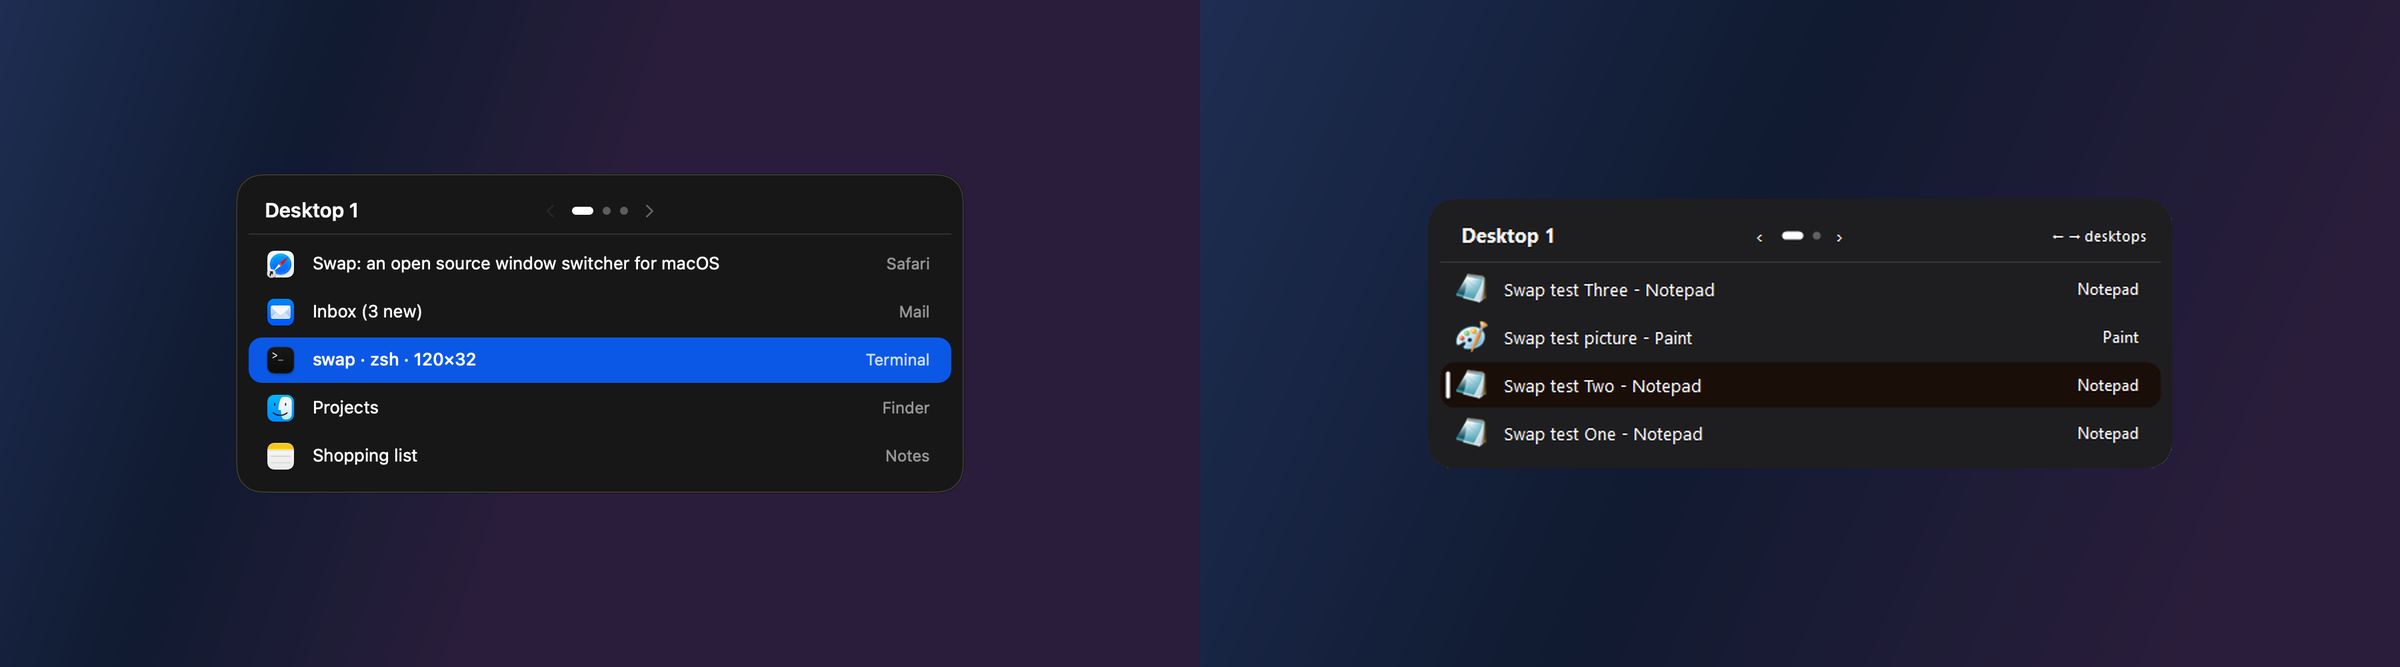 Desktop 1
Swap: an open source window switcher for macOS Safari
Inbox (3 new) Mail
>_
swap · zsh · 120×32 Terminal
Projects Finder
Shopping list Notes
Desktop 1 ‹ › ← → desktops
Swap test Three - Notepad Notepad
Swap test picture - Paint Paint
Swap test Two - Notepad Notepad
Swap test One - Notepad Notepad